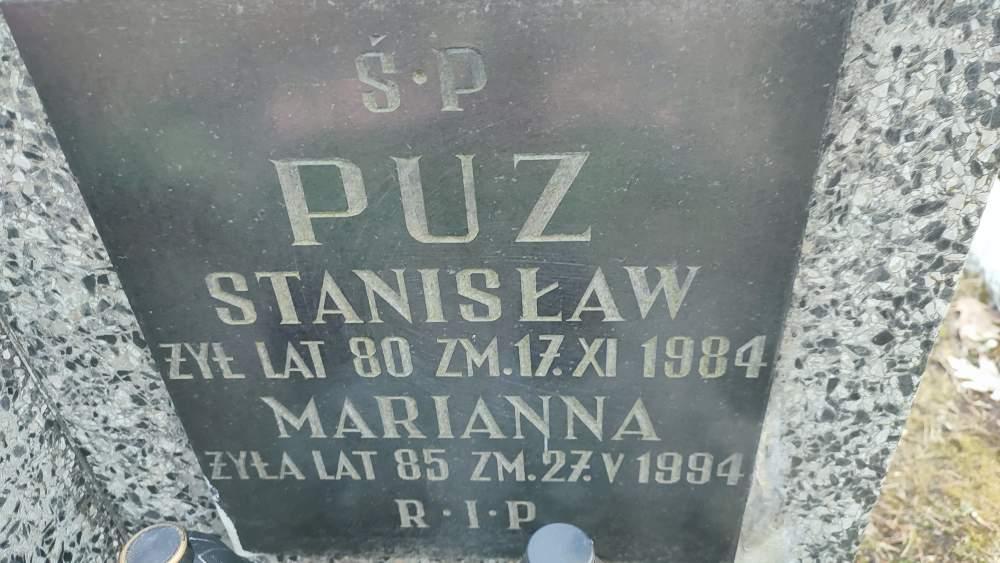 Ś·P
PUZ
STANISŁAW
ŻYŁ LAT 80 ZM.17.XI 1984
MARIANNA
ŻYŁA LAT 85 ZM.27.V 1994
R·I·P